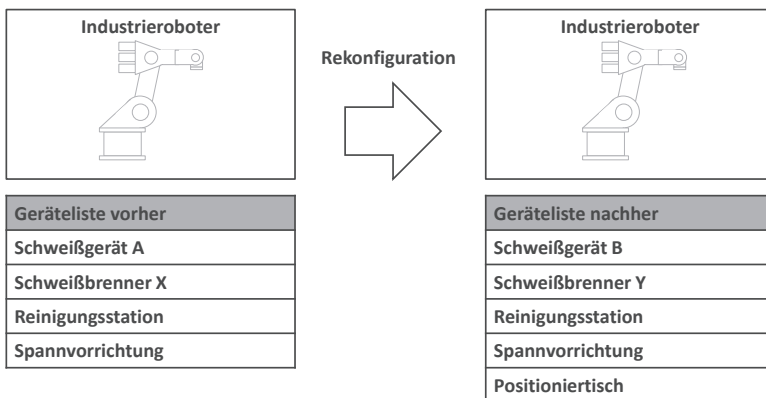 Industrieroboter
Rekonfiguration
Industrieroboter
Geräteliste vorher
Schweißgerät A
Schweißbrenner X
Reinigungsstation
Spannvorrichtung
Geräteliste nachher
Schweißgerät B
Schweißbrenner Y
Reinigungsstation
Spannvorrichtung
Positioniertisch